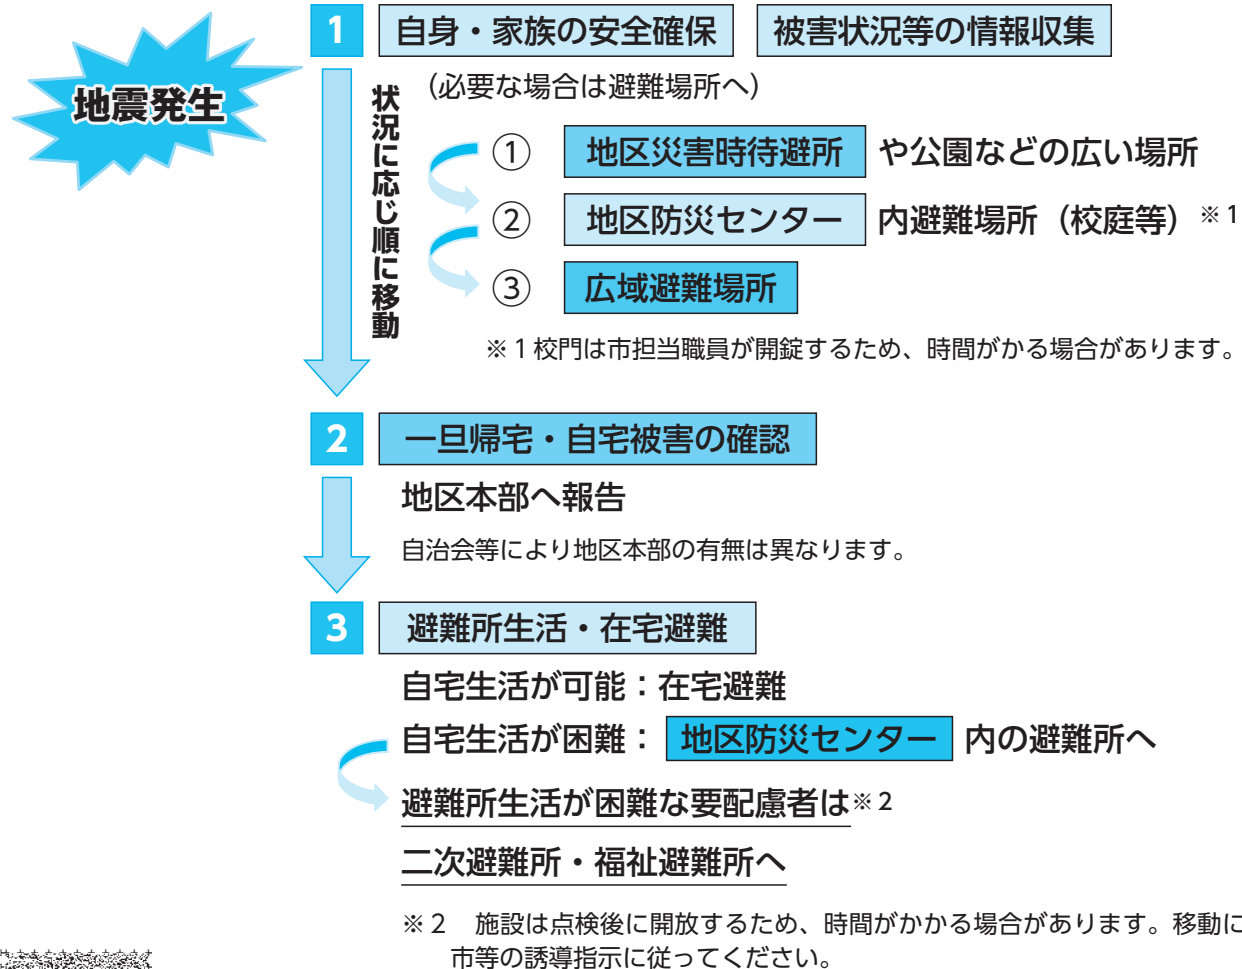 地震発生
1 自身・家族の安全確保 被害状況等の情報収集
(必要な場合は避難場所へ)
状況に応じ順に移動
① 地区災害時待避所 や公園などの広い場所
② 地区防災センター 内避難場所(校庭等)※1
③ 広域避難場所
※1校門は市担当職員が開錠するため、時間がかる場合があります。
2 一旦帰宅・自宅被害の確認
地区本部へ報告
自治会等により地区本部の有無は異なります。
3 避難所生活・在宅避難
自宅生活が可能:在宅避難
自宅生活が困難: 地区防災センター 内の避難所へ
避難所生活が困難な要配慮者は※2
二次避難所・福祉避難所へ
※2 施設は点検後に開放するため、時間がかかる場合があります。移動に
市等の誘導指示に従ってください。